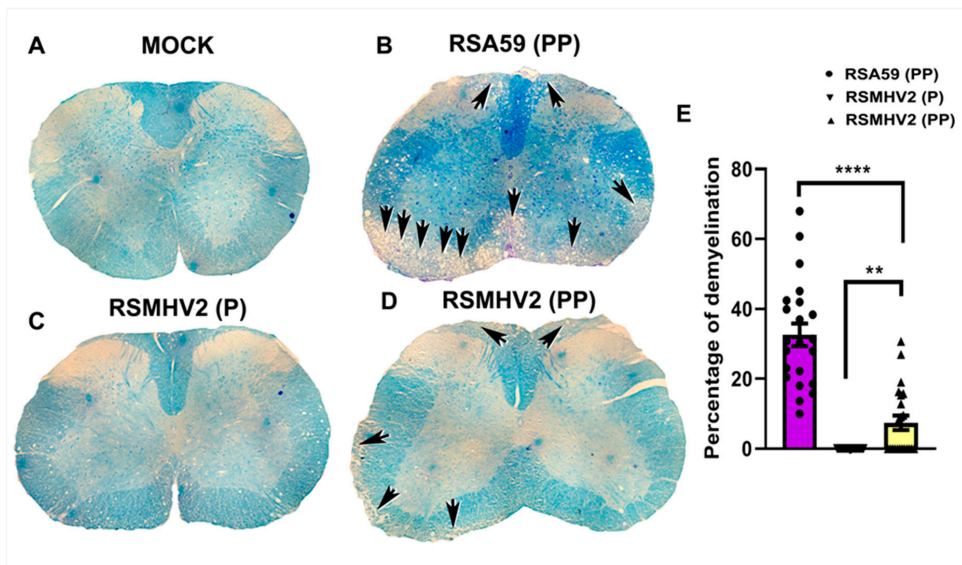 A
MOCK
B
RSA59 (PP)
C
RSMHV2 (P)
D
RSMHV2 (PP)
E
RSA59 (PP)
RSMHV2 (P)
RSMHV2 (PP)
Percentage of demyelination
80
60
40
20
0
****
**